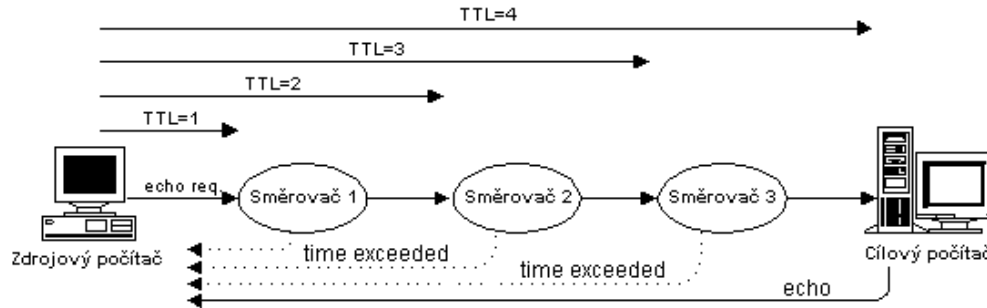 TTL=4
TTL=3
TTL=2
TTL=1
echo req.
Směrovač 1
Směrovač 2
Směrovač 3
Zdrojový počítač
time exceeded
time exceeded
Cílový počítač
echo